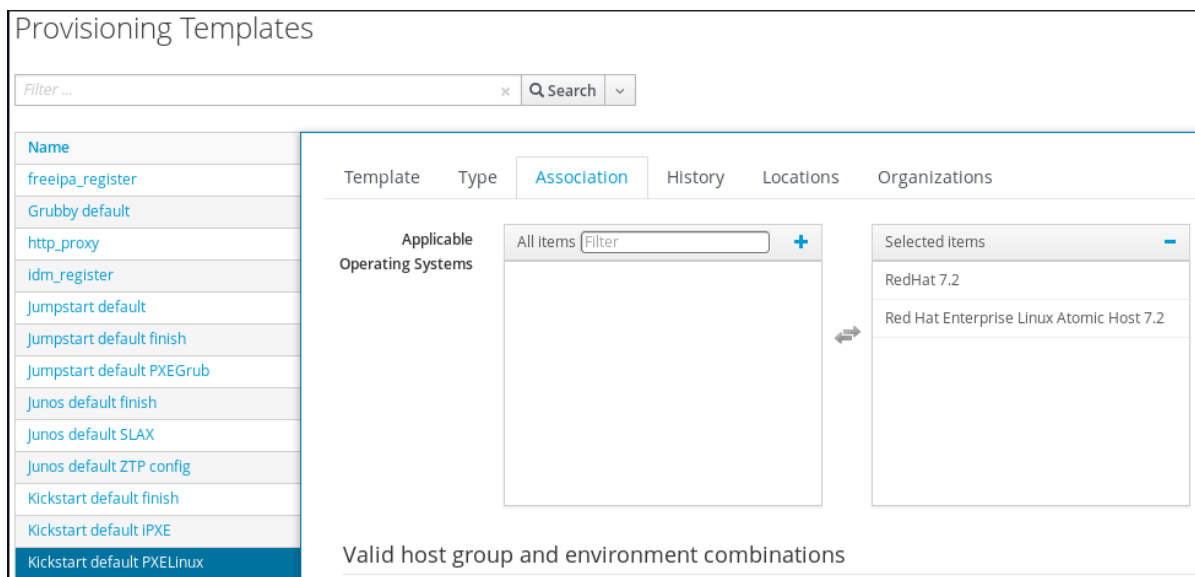 Provisioning Templates
Filter ...
× Search
Name
freeipa_register
Grubby default
http_proxy
idm_register
Jumpstart default
Jumpstart default finish
Jumpstart default PXEGrub
Junos default finish
Junos default SLAX
Junos default ZTP config
Kickstart default finish
Kickstart default iPXE
Kickstart default PXELinux
Template Type Association History Locations Organizations
Applicable
Operating Systems
All items Filter +
Selected items −
RedHat 7.2
Red Hat Enterprise Linux Atomic Host 7.2
Valid host group and environment combinations